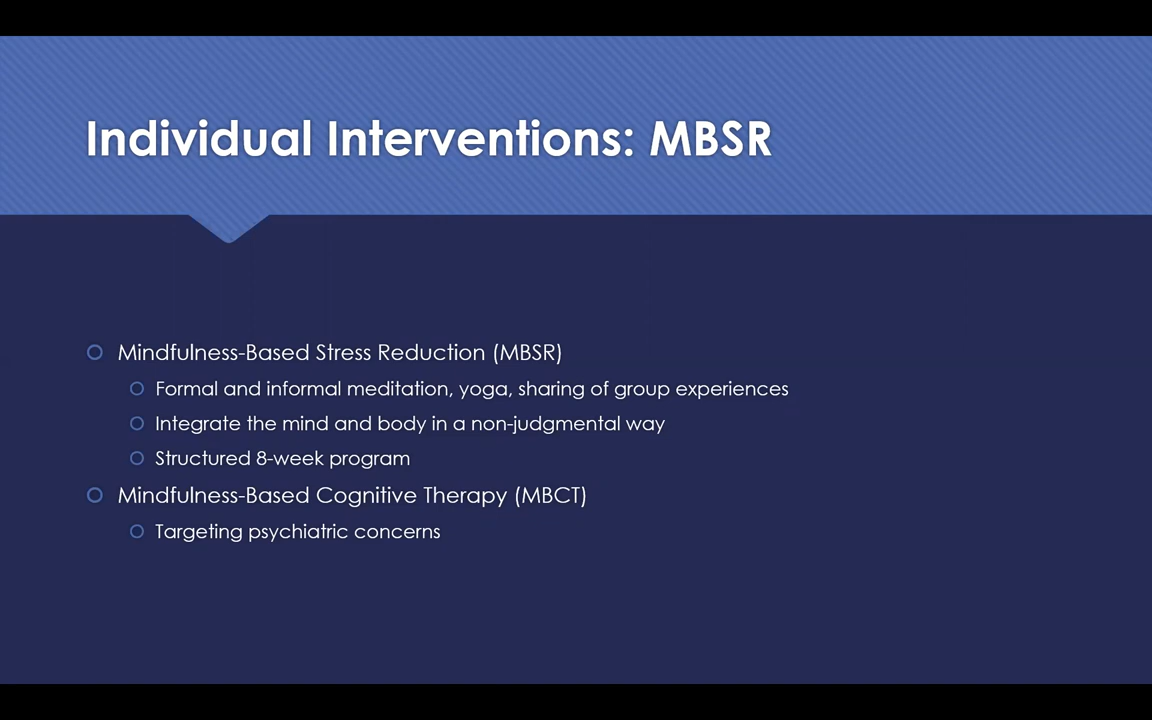 Individual Interventions: MBSR
Mindfulness-Based Stress Reduction (MBSR)
Formal and informal meditation, yoga, sharing of group experiences
Integrate the mind and body in a non-judgmental way
Structured 8-week program
Mindfulness-Based Cognitive Therapy (MBCT)
Targeting psychiatric concerns